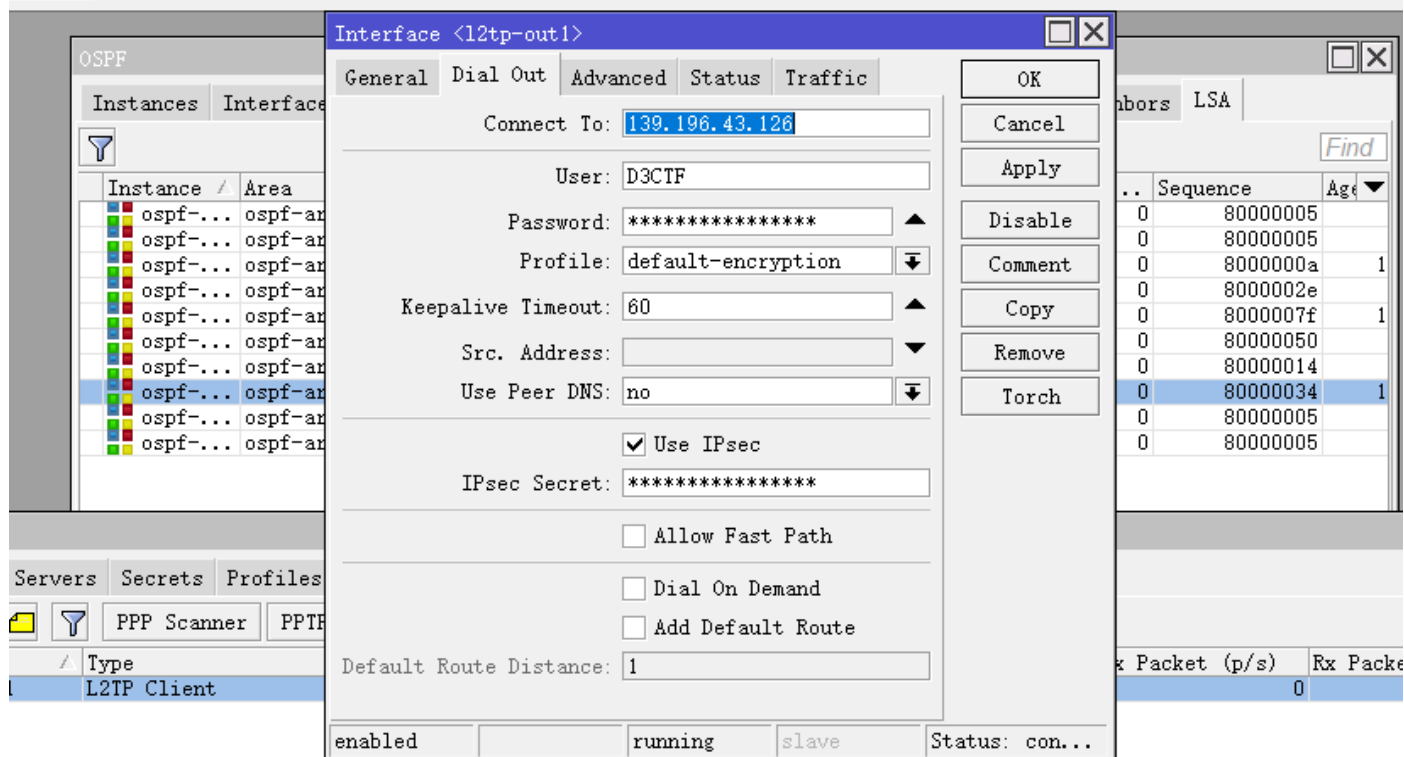 Interface <l2tp-out1>
OSPF
General Dial Out Advanced Status Traffic
Instances
LSA
Find
Connect To: 139.196.43.126
User: D3CTF
Password: ****************
Profile: default-encryption
Keepalive Timeout: 60
Src. Address:
Use Peer DNS: no
Use IPsec
IPsec Secret: ****************
Allow Fast Path
Dial On Demand
Add Default Route
Default Route Distance: 1
enabled running slave Status: con...
OK
Cancel
Apply
Disable
Comment
Copy
Remove
Torch
Instance Area
ospf-... ospf-ar
ospf-... ospf-ar
ospf-... ospf-ar
ospf-... ospf-ar
ospf-... ospf-ar
ospf-... ospf-ar
ospf-... ospf-ar
ospf-... ospf-ar
ospf-... ospf-ar
ospf-... ospf-ar
.. Sequence
0 80000005
0 80000005
0 8000000a 1
0 8000002e
0 8000007f 1
0 80000050
0 80000014
0 80000034 1
0 80000005
0 80000005
Servers Secrets Profiles
PPP Scanner
Type
L2TP Client
Packet (p/s)
0